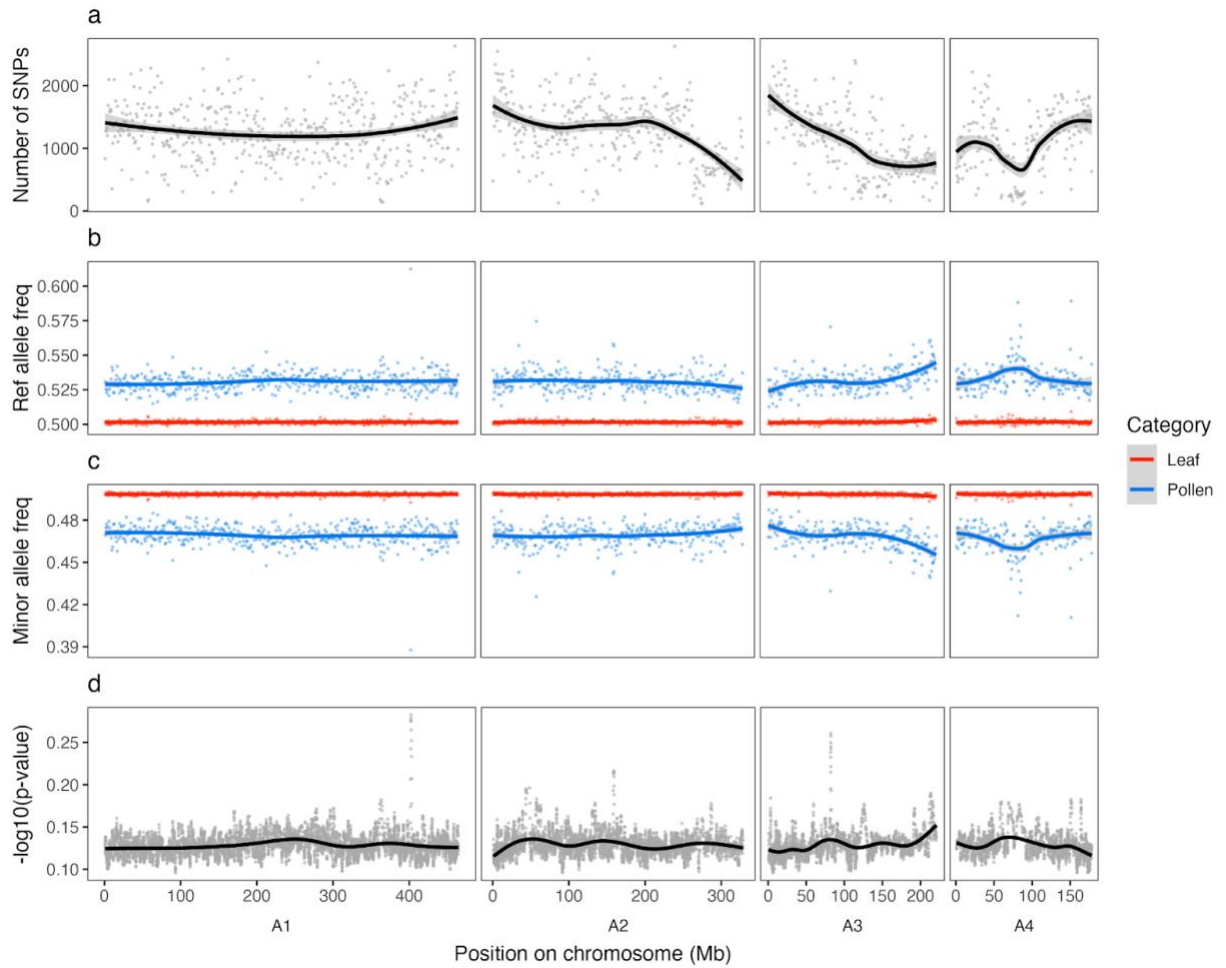 a
Number of SNPs
2000
1000
0
b
Ref allele freq
0.600
0.575
0.550
0.525
0.500
c
Minor allele freq
0.48
0.45
0.42
0.39
Category
Leaf
Pollen
d
-log10(p-value)
0.25
0.20
0.15
0.10
0 100 200 300 400 0 100 200 300 0 50 100 150 200 0 50 100 150
A1 A2 A3 A4
Position on chromosome (Mb)